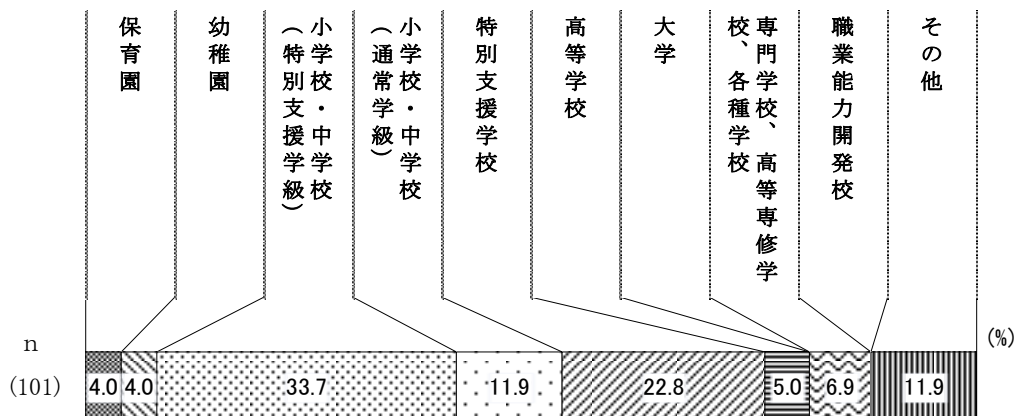 保育園
幼稚園
小学校・中学校
（特別支援学級）
小学校・中学校
（通常学級）
特別支援学校
高等学校
大学
専門学校、高等専修学
校、各種学校
職業能力開発校
その他
n
(%)
(101)
4.0
4.0
33.7
11.9
22.8
5.0
6.9
11.9